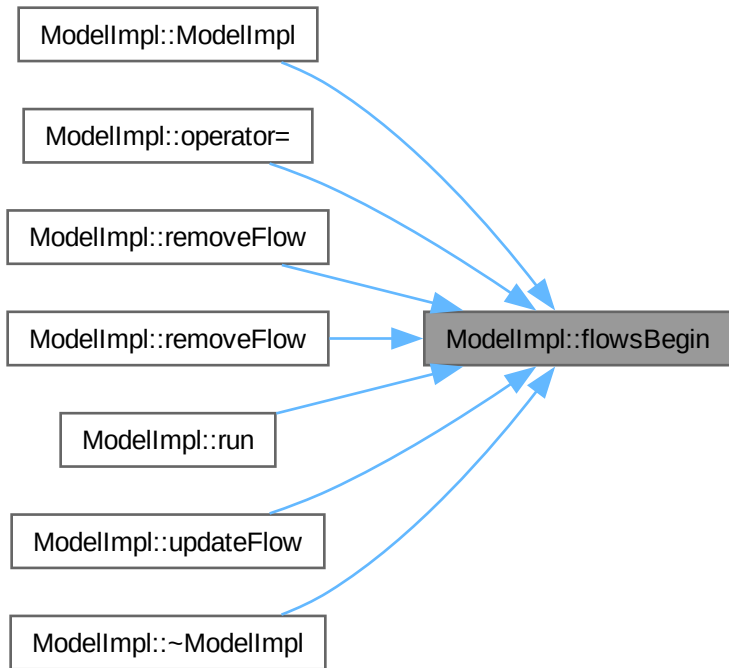 ModelImpl::ModelImpl
ModelImpl::operator=
ModelImpl::removeFlow
ModelImpl::removeFlow
ModelImpl::flowsBegin
ModelImpl::run
ModelImpl::updateFlow
ModelImpl::~ModelImpl